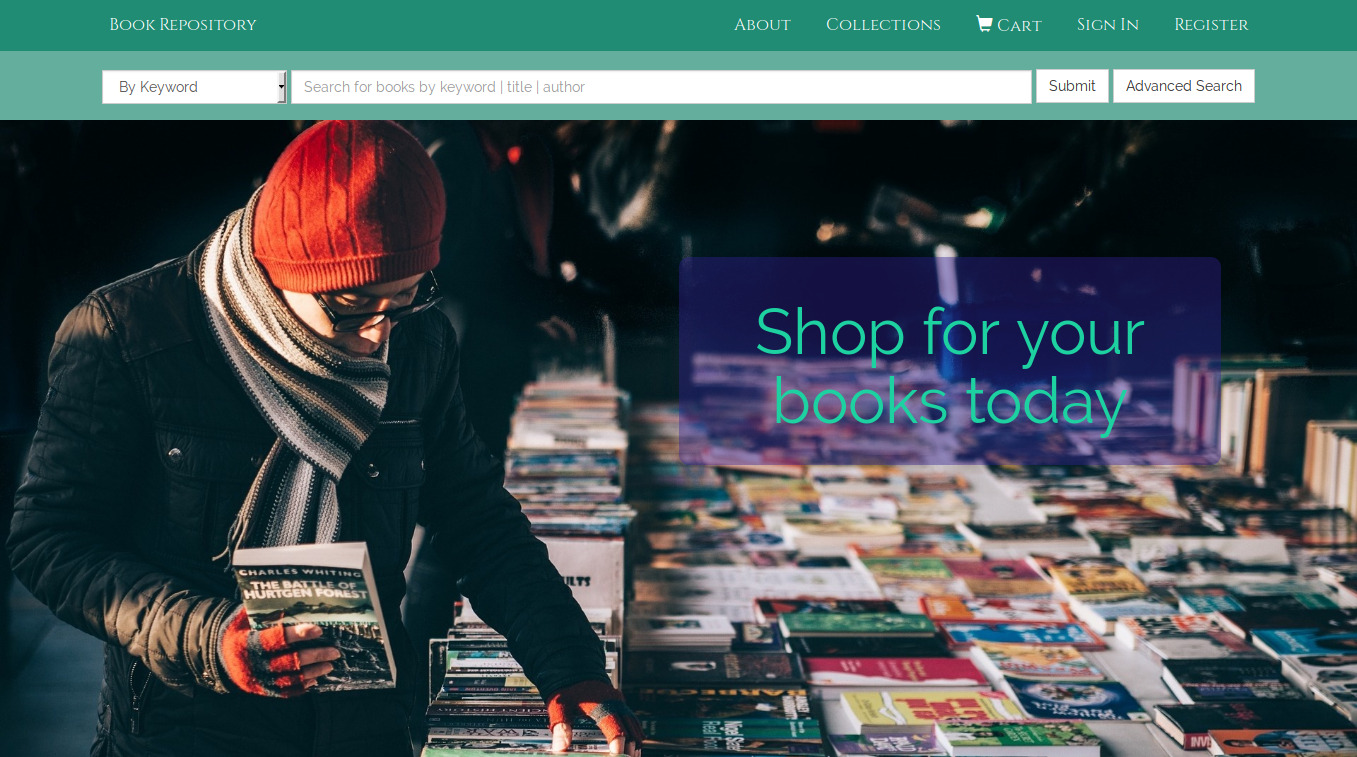 Book Repository
About
Collections
Cart
Sign In
Register
By Keyword
Search for books by keyword | title | author
Submit
Advanced Search
Shop for your
books today
CHARLES WHITING
THE BATTLE OF
HURTGEN FOREST